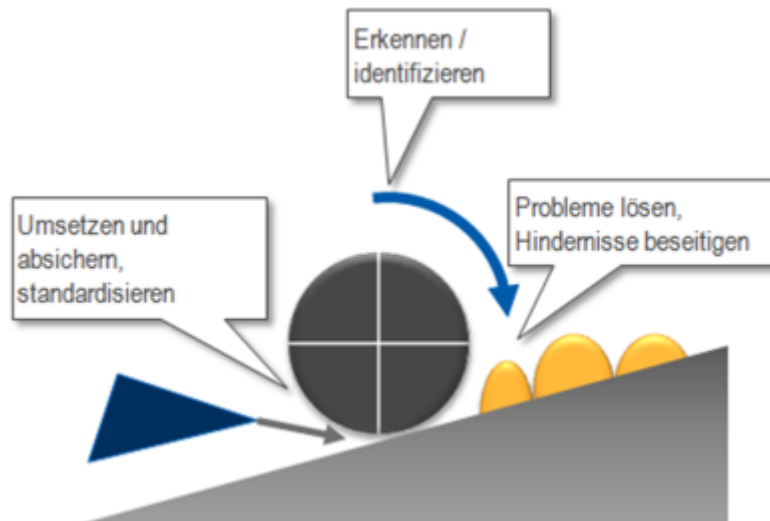 Erkennen /
identifizieren
Umsetzen und
absichern,
standardisieren
Probleme lösen,
Hindernisse beseitigen